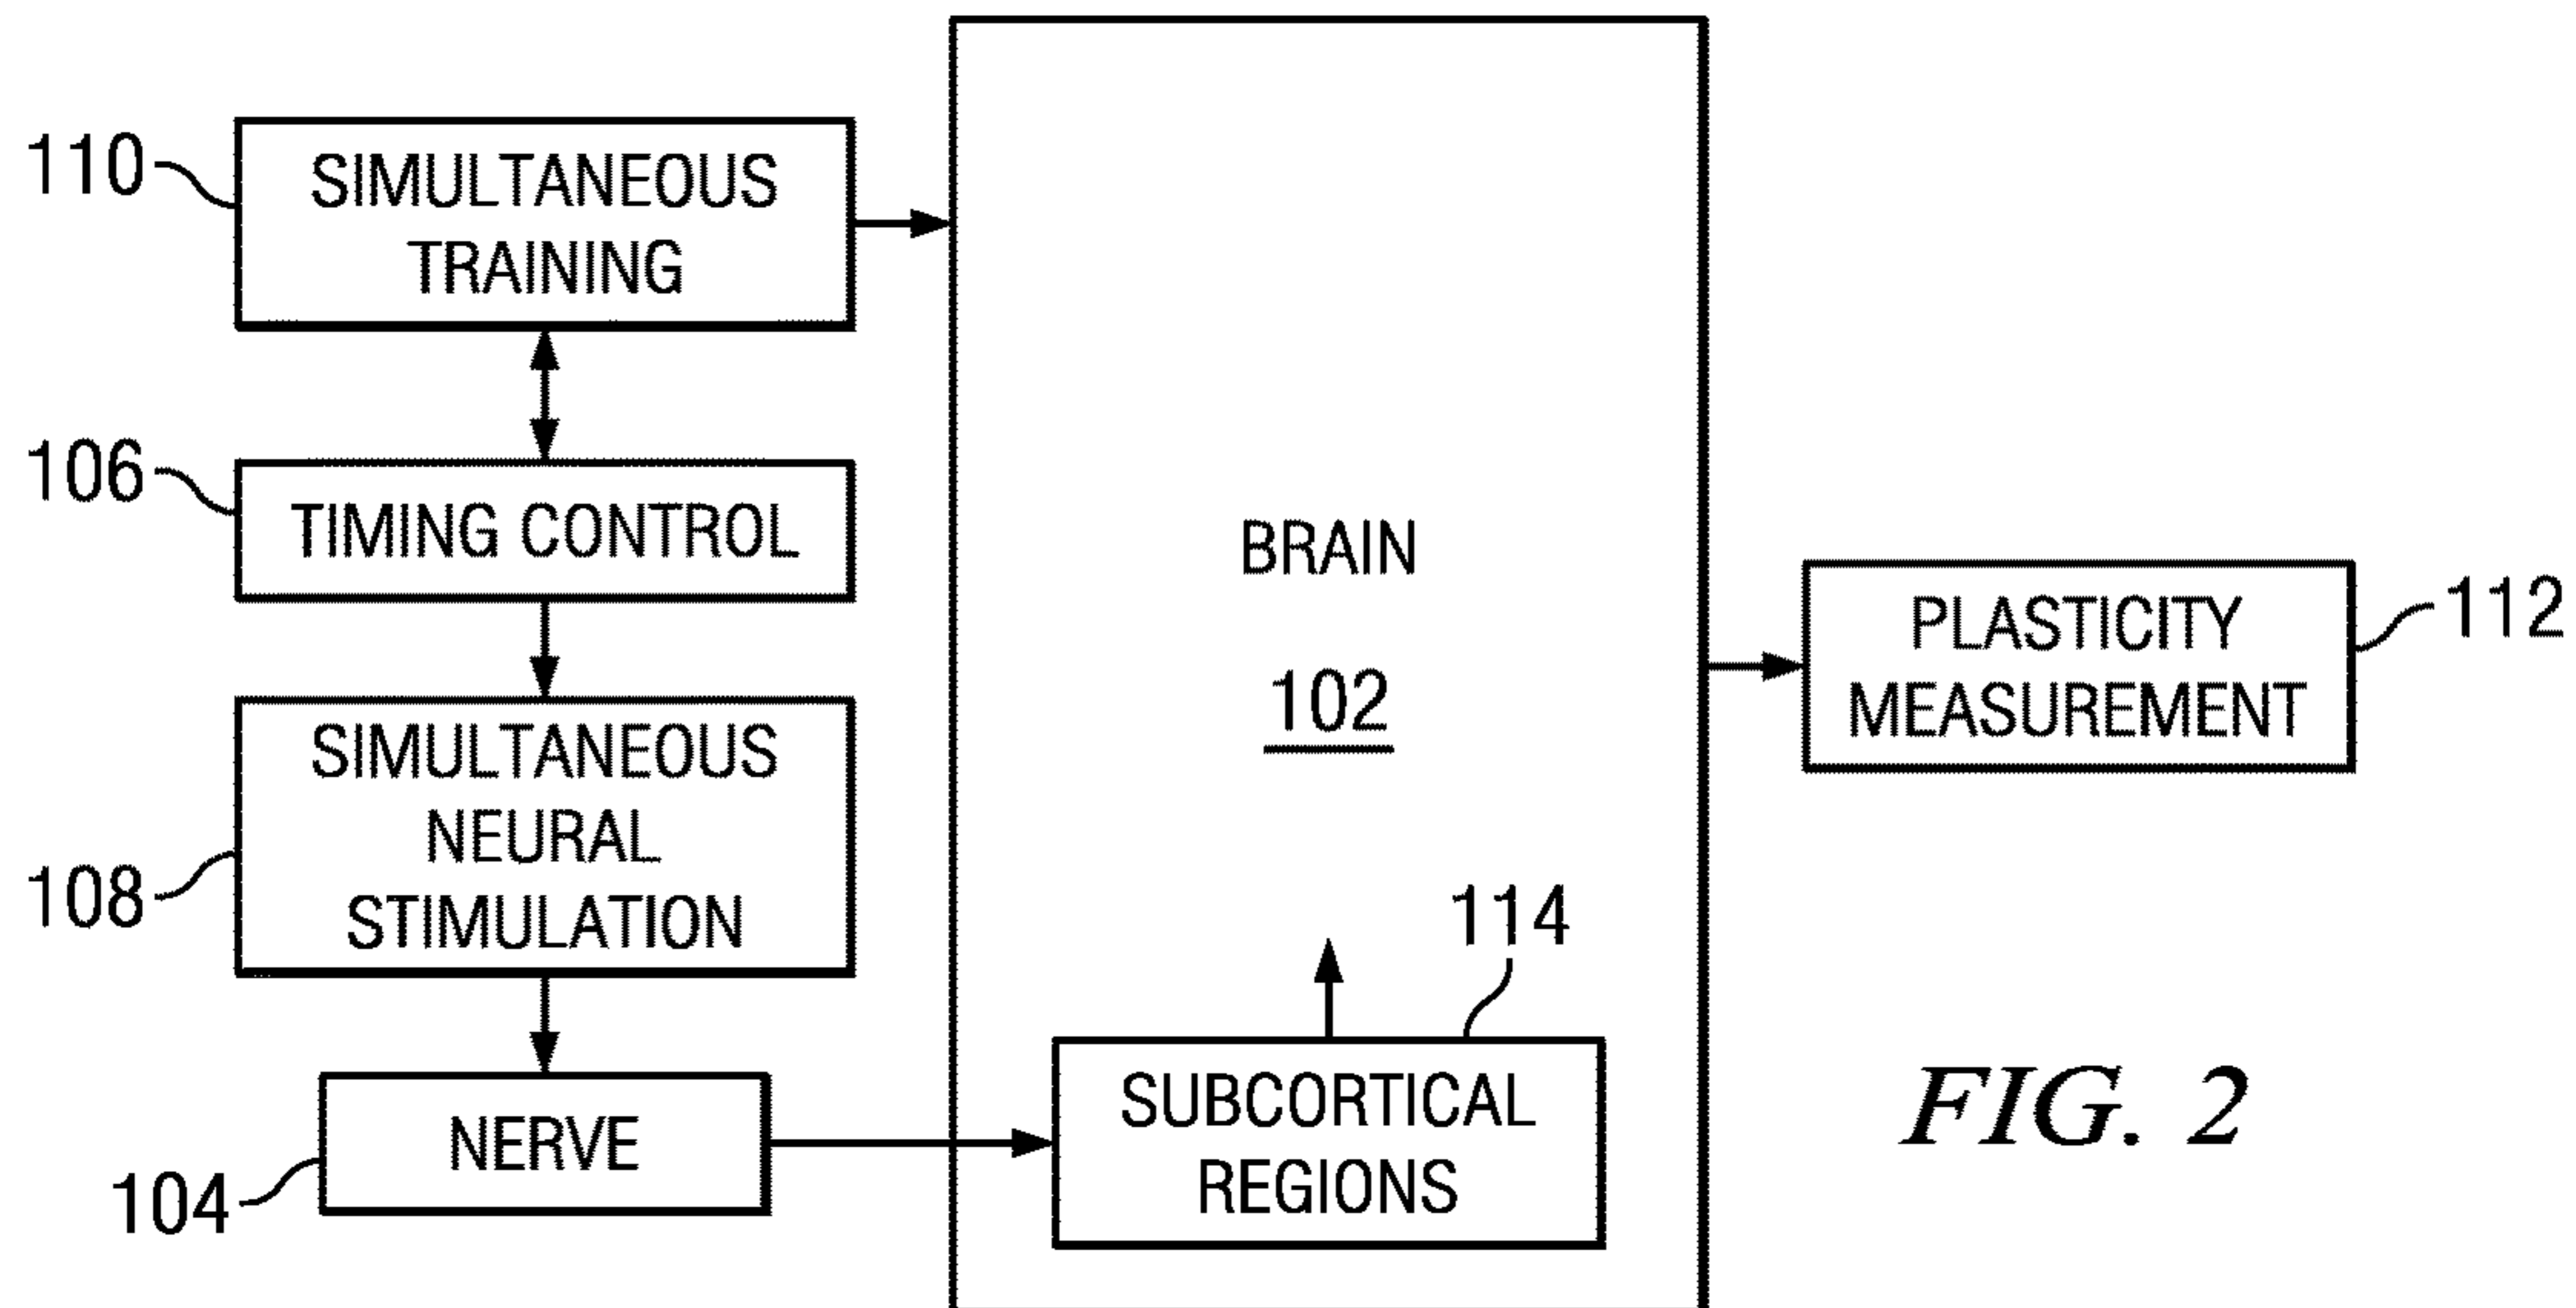 110
SIMULTANEOUS
TRAINING
106
TIMING CONTROL
108
SIMULTANEOUS
NEURAL
STIMULATION
104
NERVE
BRAIN
102
114
SUBCORTICAL
REGIONS
PLASTICITY
MEASUREMENT
112
FIG. 2